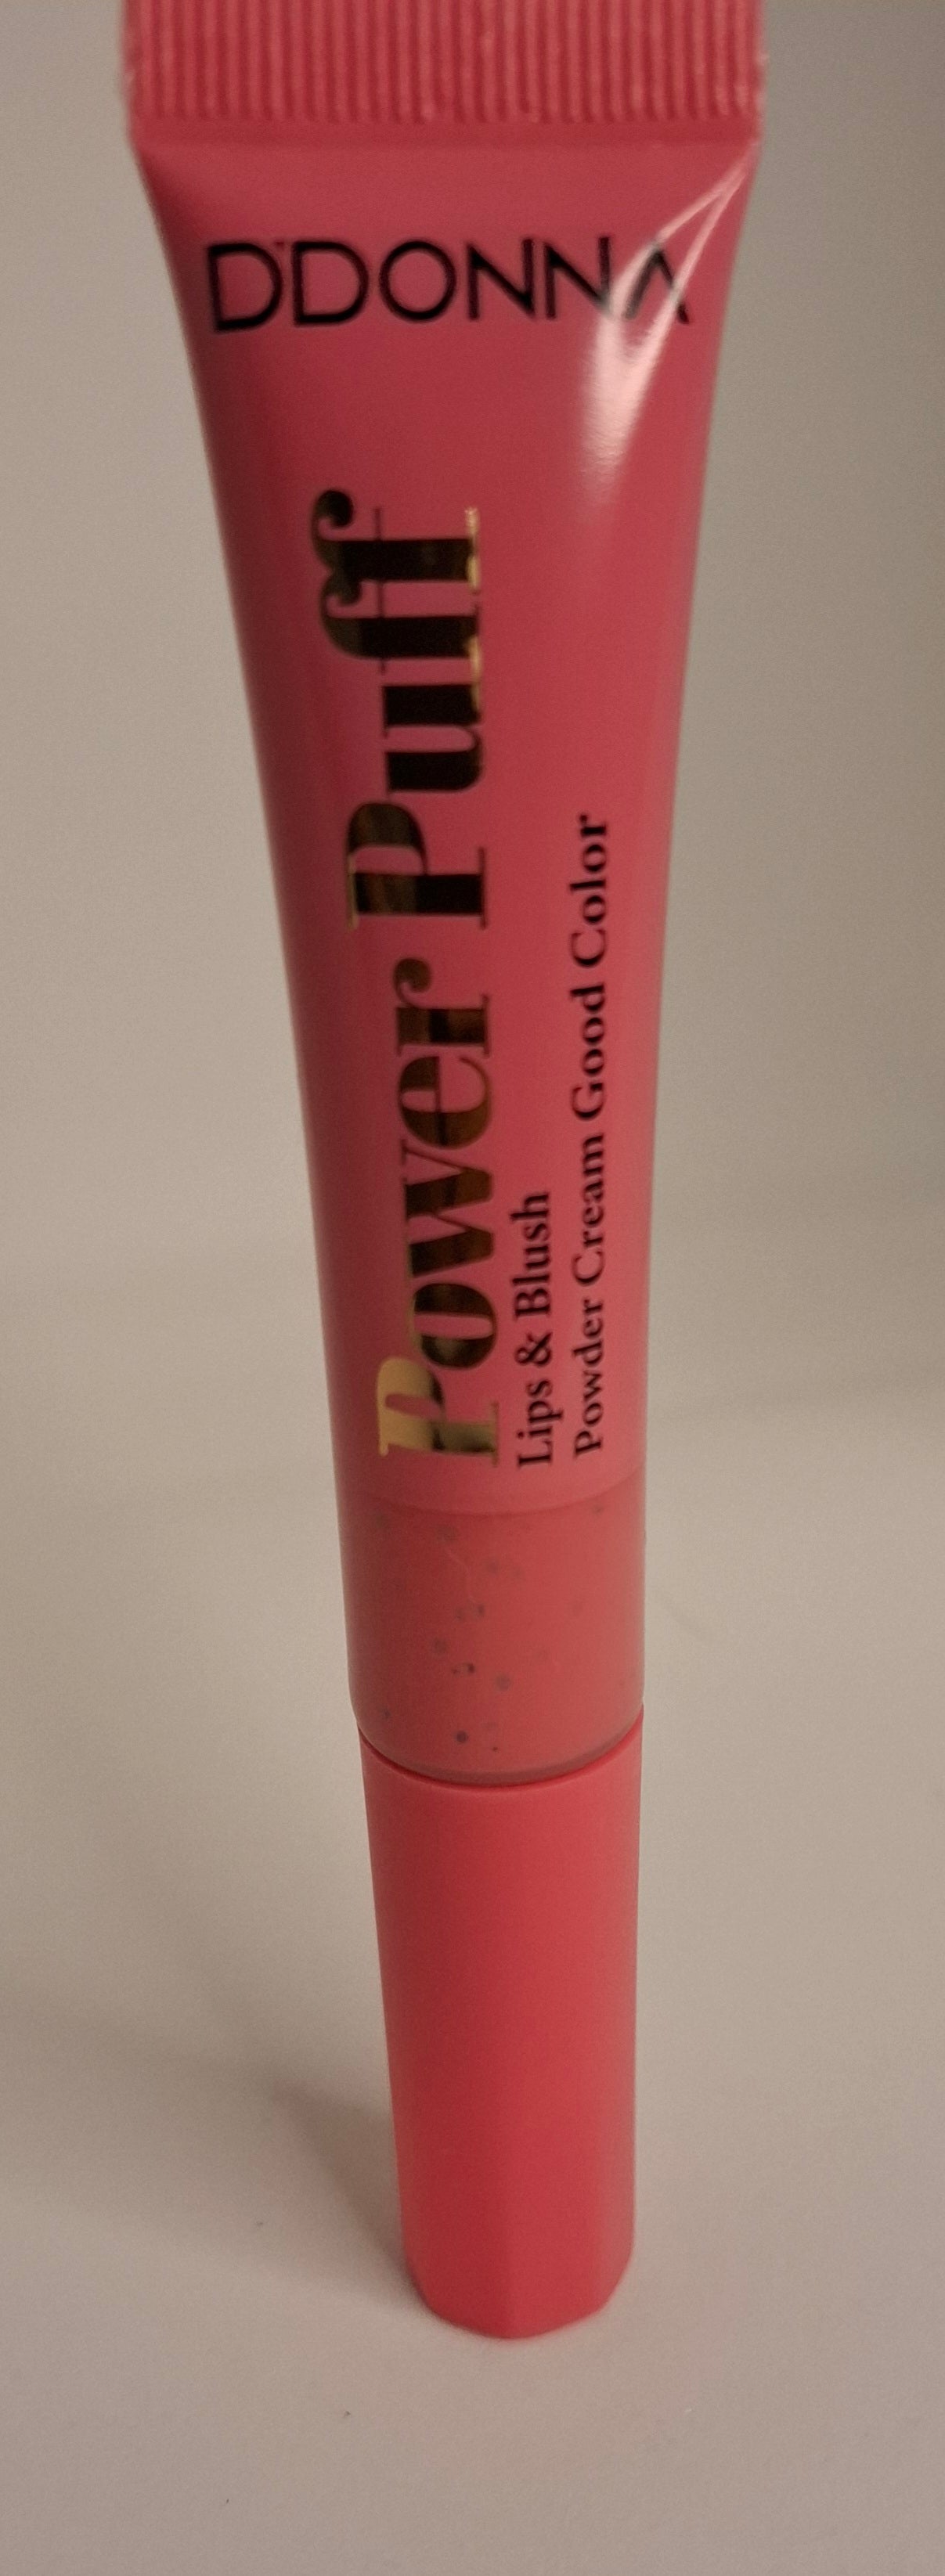 D'DONNA
Power Puff
Lips & Blush
Powder Cream Good Color